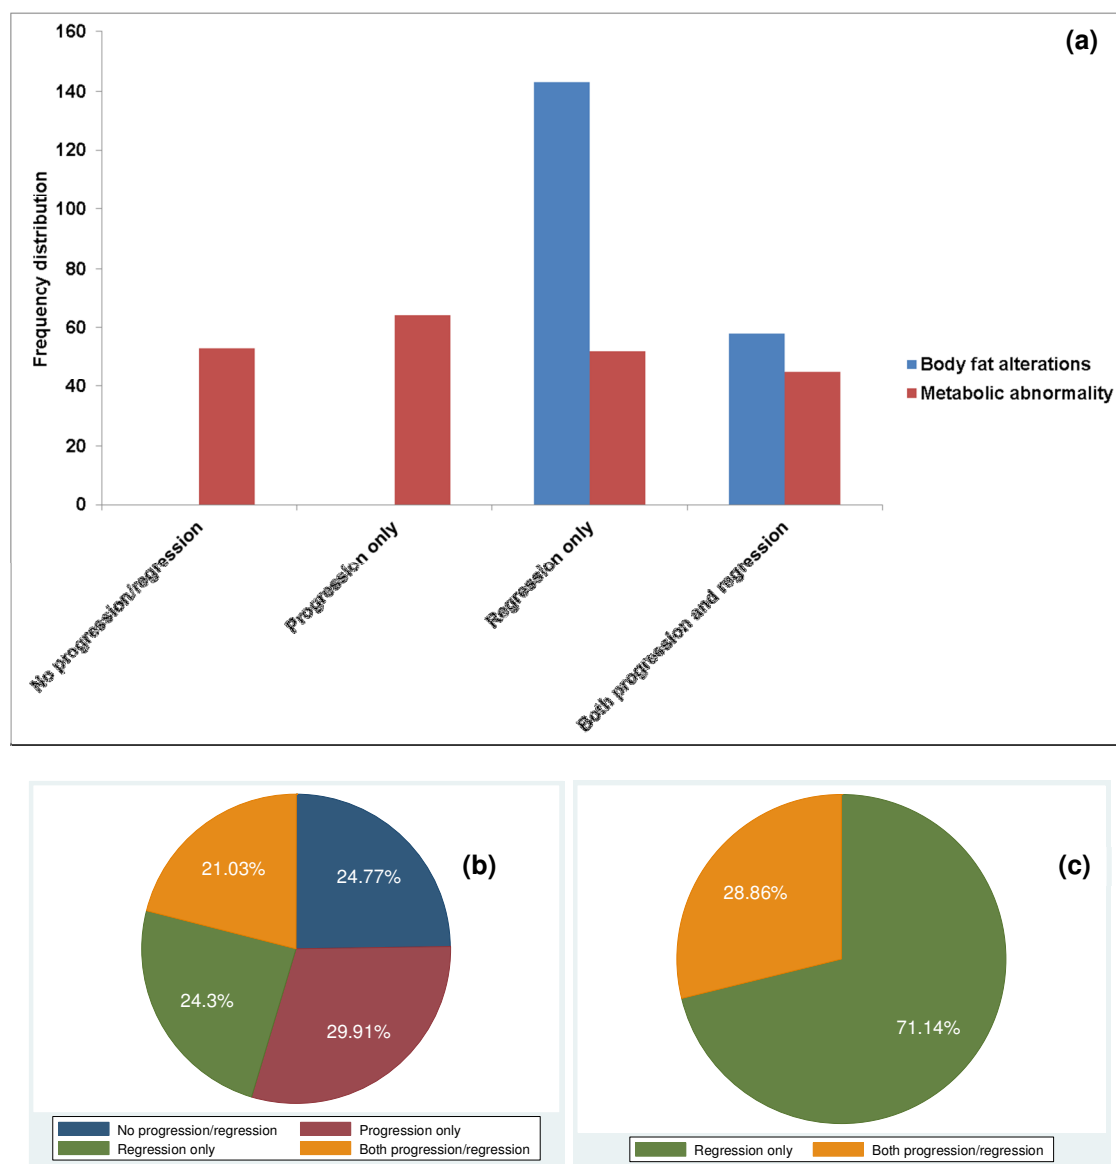 (a)
Frequency distribution
160
140
120
100
80
60
40
20
0
No progression/regression
Progression only
Regression only
Both progression and regression
Body fat alterations
Metabolic abnormality
(b)
21.03%
24.77%
24.3%
29.91%
No progression/regression
Progression only
Regression only
Both progression/regression
(c)
28.86%
71.14%
Regression only
Both progression/regression